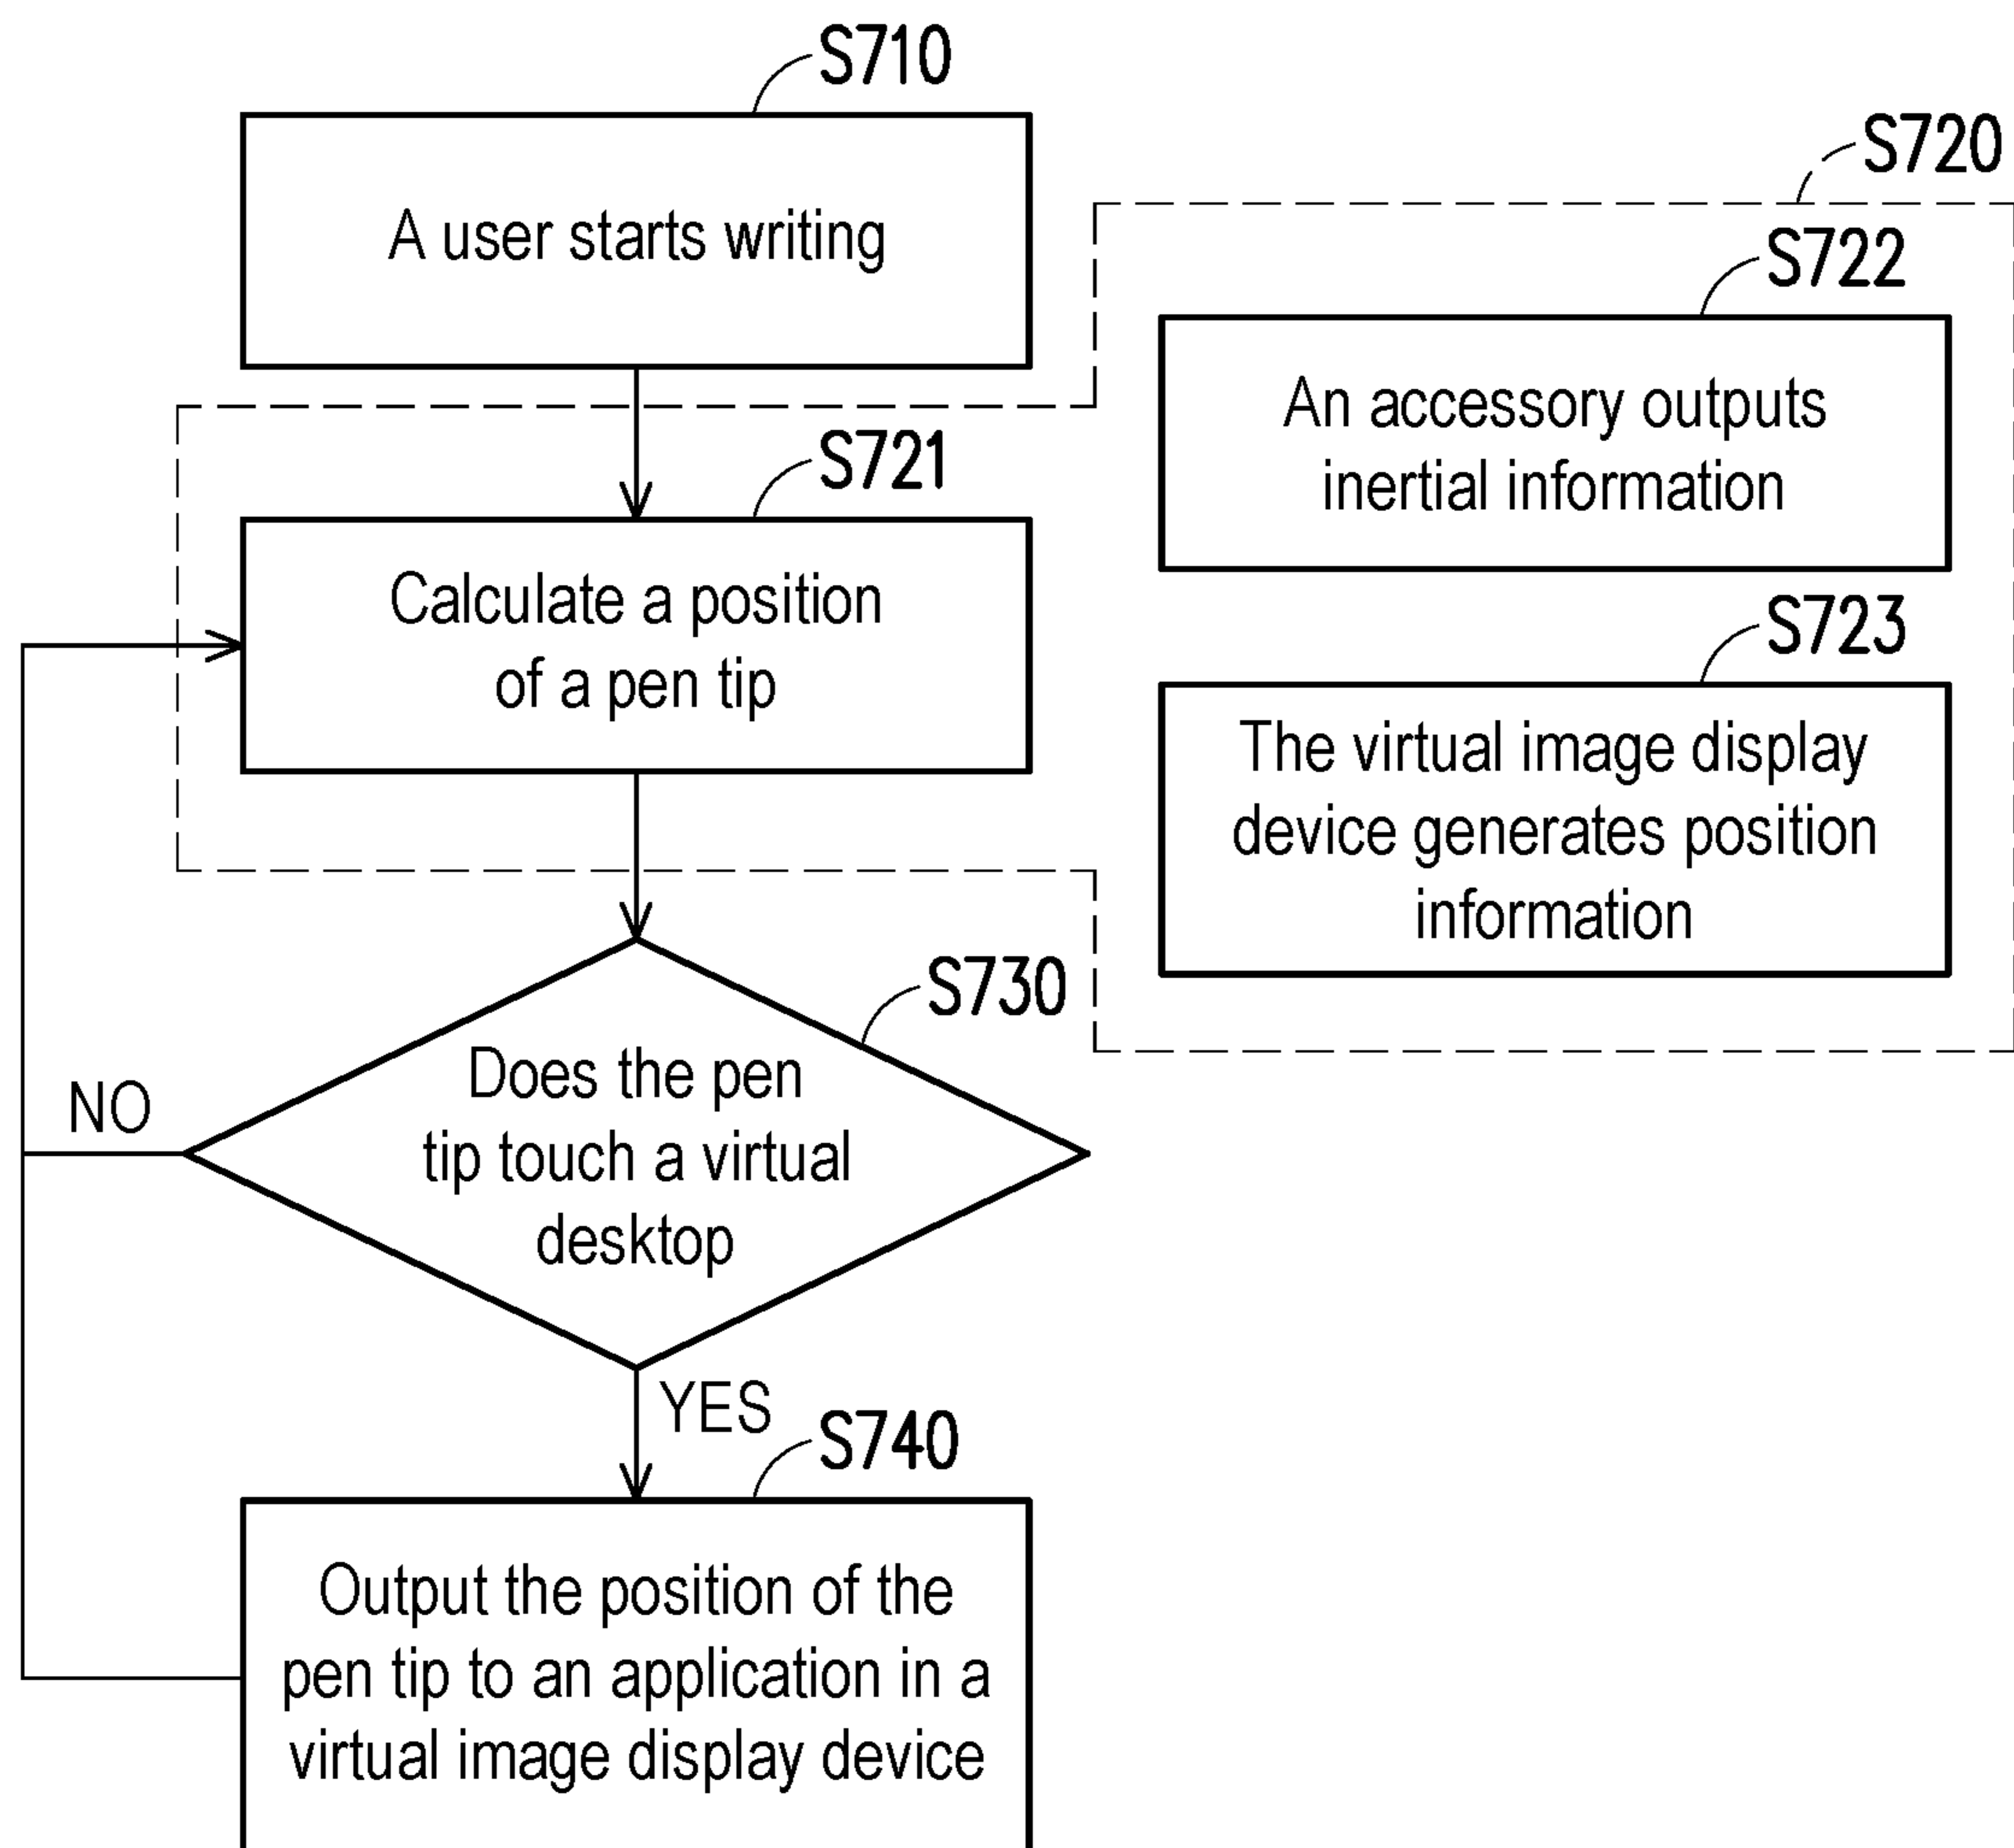 S710
A user starts writing
S720
S722
An accessory outputs
inertial information
S721
Calculate a position
of a pen tip
S723
The virtual image display
device generates position
information
S730
Does the pen
tip touch a virtual
desktop
NO
YES
S740
Output the position of the
pen tip to an application in a
virtual image display device